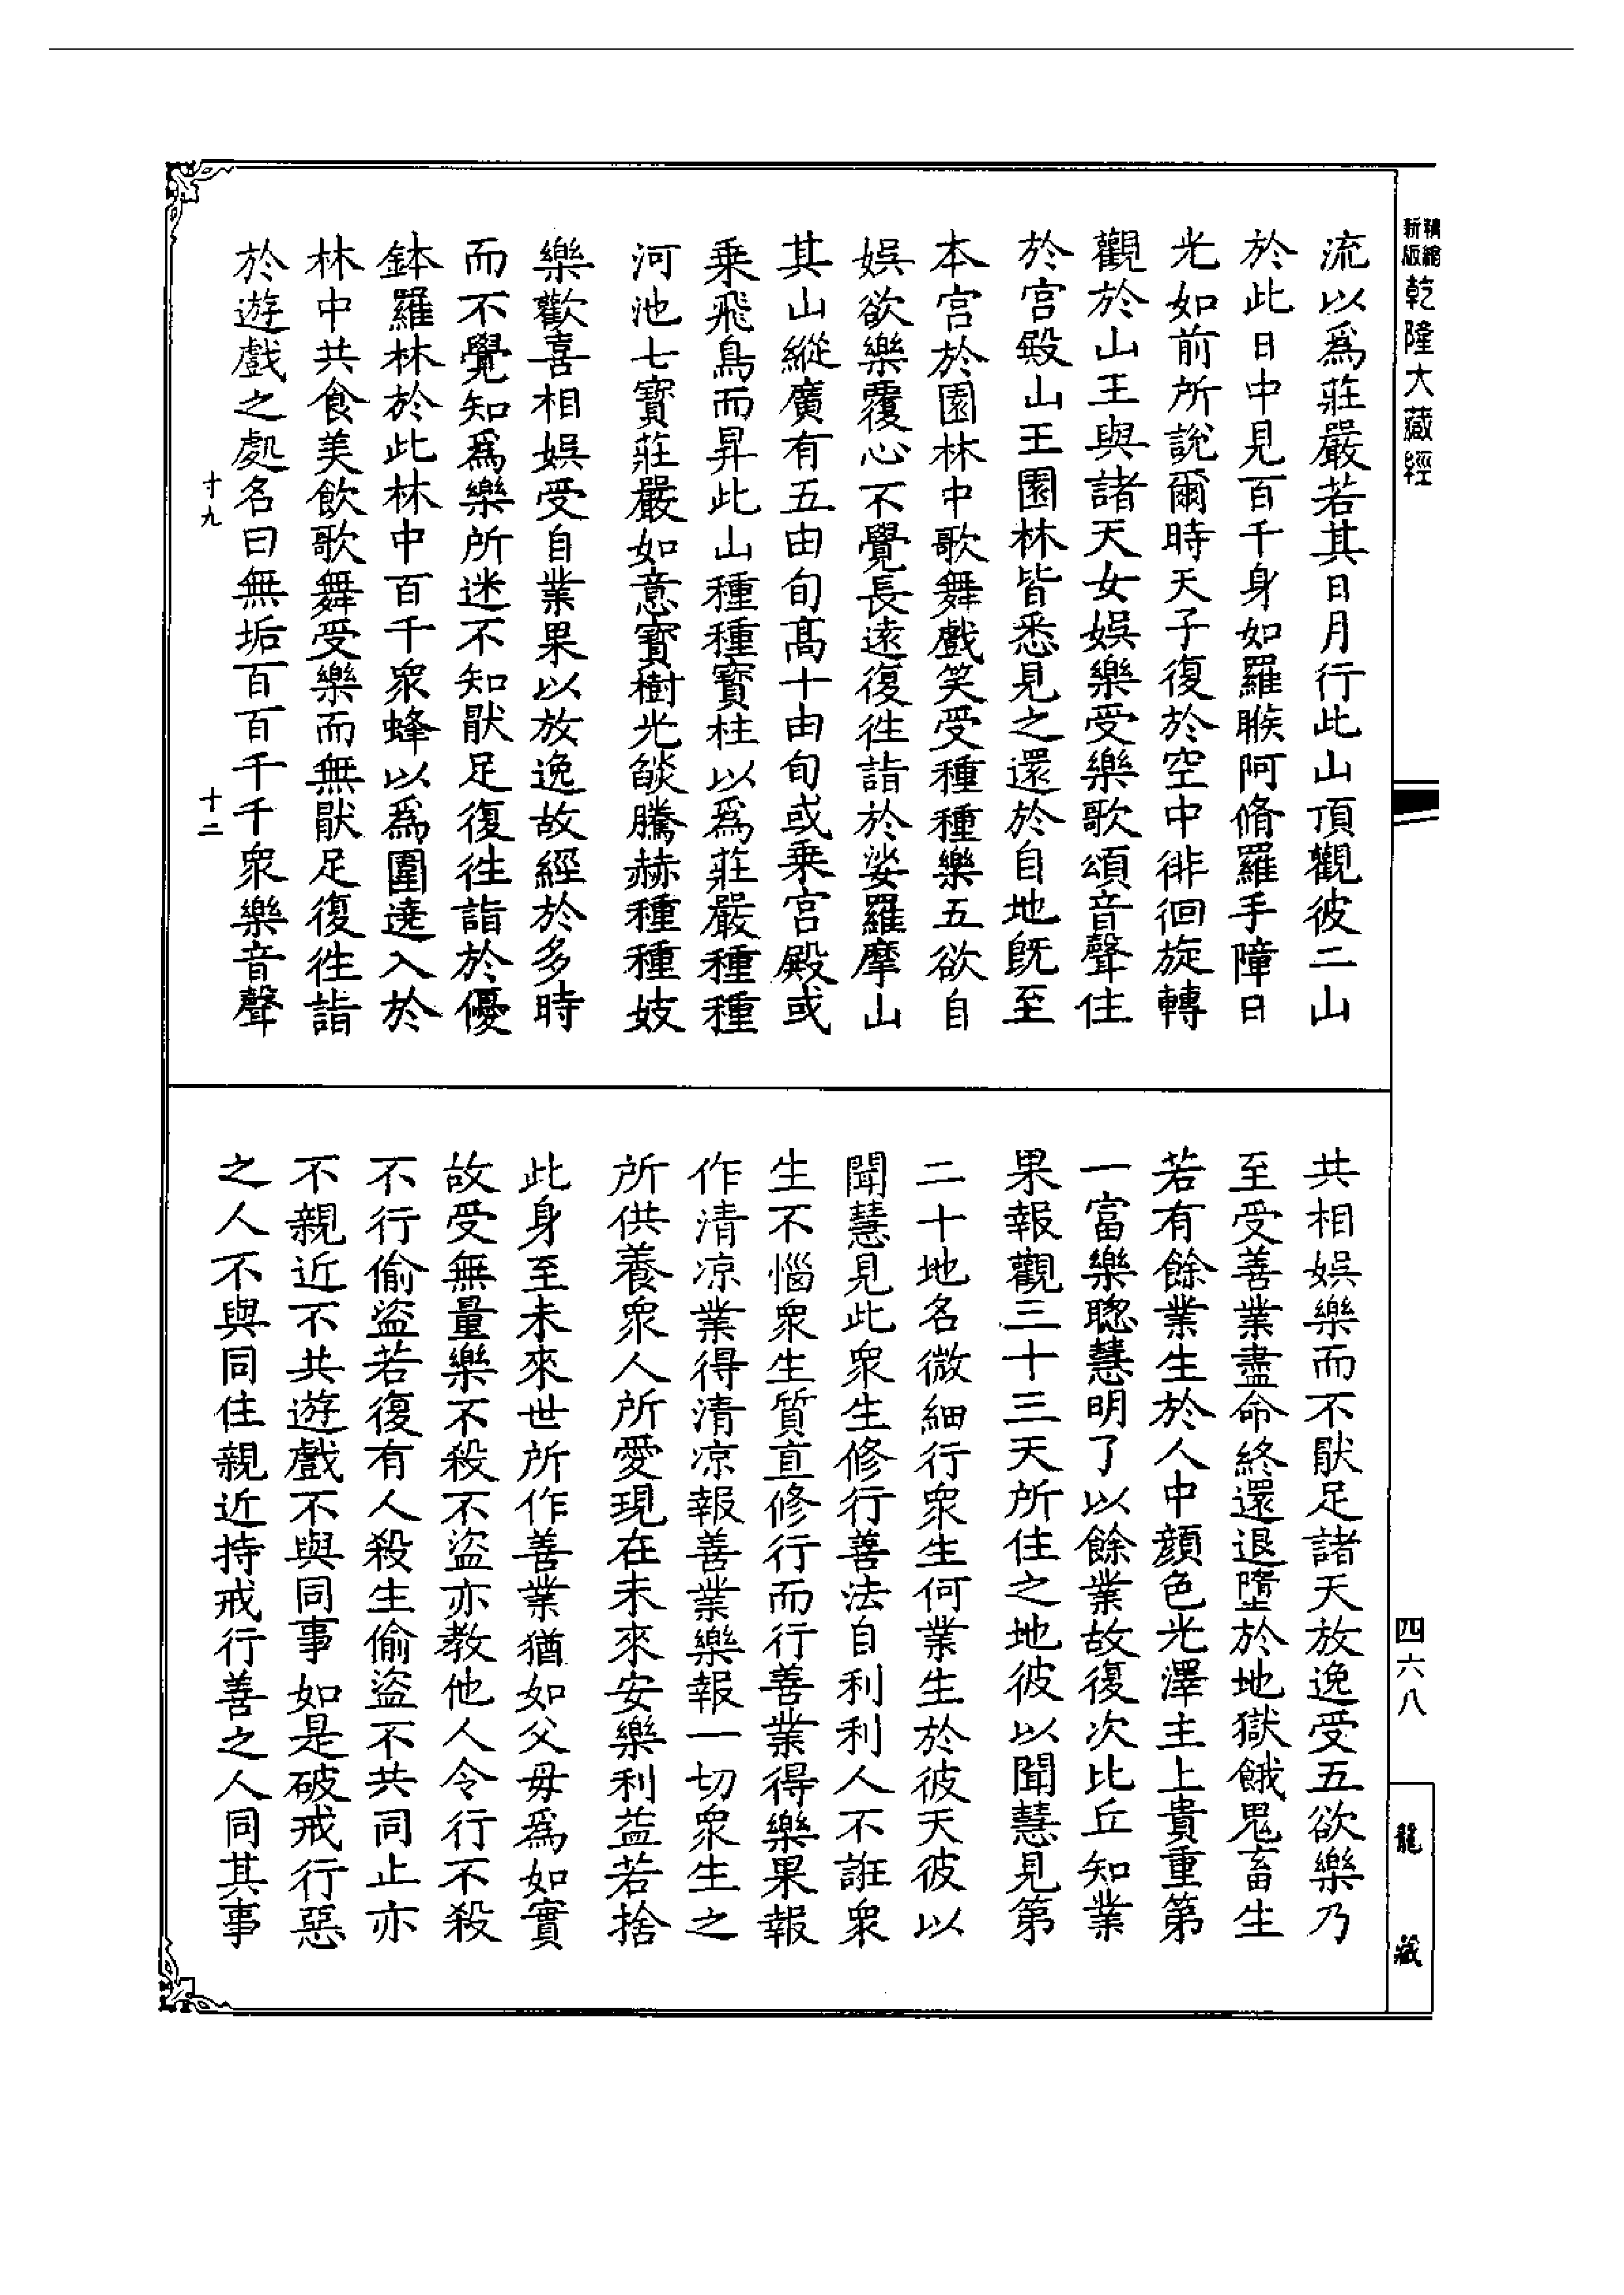 精縮新版乾隆大藏經
流以爲莊嚴若其日月行此山頂觀彼二山
於此日中見百千身如羅睺阿脩羅手障日
光如前所說爾時天子復於空中徘徊旋轉
觀於山王與諸天女娛樂受樂歌頌音聲住
於宫殿山王園林皆悉見之還於自地旣至
本宫於園林中歌舞戲笑受種種樂五欲自
娛欲樂覆心不覺長遠復徃詣於娑羅摩山
其山縱廣有五由旬高十由旬或乘宫殿或
乘飛鳥而昇此山種種寶柱以爲莊嚴種種
河池七寶莊嚴如意寶樹光燄騰赫種種妓
樂歡喜相娛受自業果以放逸故經於多時
而不覺知爲樂所迷不知猒足復徃詣於優
鉢羅林於此林中百千衆蜂以爲圍遶入於
林中共食美飲歌舞受樂而無猒足復徃詣
於遊戲之處名曰無垢百百千千衆樂音聲
十九 十二
共相娛樂而不猒足諸天放逸受五欲樂乃
至受善業盡命終還退墮於地獄餓鬼畜生
若有餘業生於人中顔色光澤主上貴重第
一富樂聰慧明了以餘業故復次比丘知業
果報觀三十三天所住之地彼以聞慧見第
二十地名微細行衆生何業生於彼天彼以
聞慧見此衆生修行善法自利利人不誑衆
生不惱衆生質直修行而行善業得樂果報
作清凉業得清凉報善業樂報一切衆生之
所供養衆人所愛現在未來安樂利益若捨
此身至未來世所作善業猶如父母爲如實
故受無量樂不殺不盗亦教他人令行不殺
不行偷盗若復有人殺生偷盗不共同止亦
不親近不共遊戲不與同事如是破戒行惡
之人不與同住親近持戒行善之人同其事
四六八
龍藏